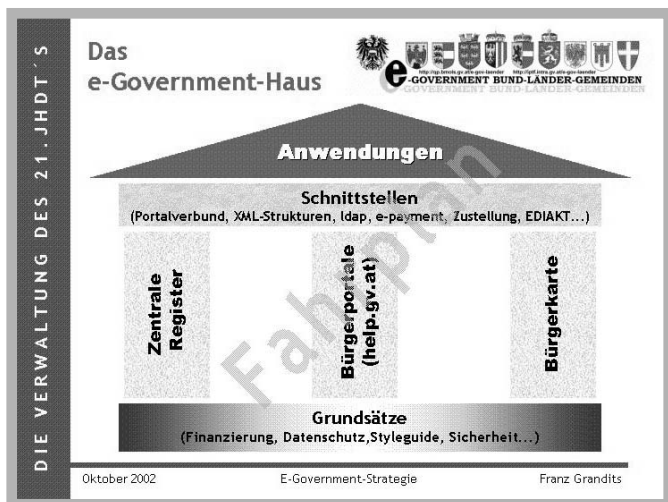 DIE VERWALTUNG DES 21.JHDT´S
Das
e-Government-Haus
e-GOVERNMENT BUND-LÄNDER-GEMEINDEN
Anwendungen
Schnittstellen
(Portalverbund, XML-Strukturen, ldap, e-payment, Zustellung, EDIAKT...)
Zentrale
Register
Bürgerportale
(help.gv.at)
Bürgerkarte
Fahrplan
Grundsätze
(Finanzierung, Datenschutz,Styleguide, Sicherheit...)
Oktober 2002
E-Government-Strategie
Franz Grandits